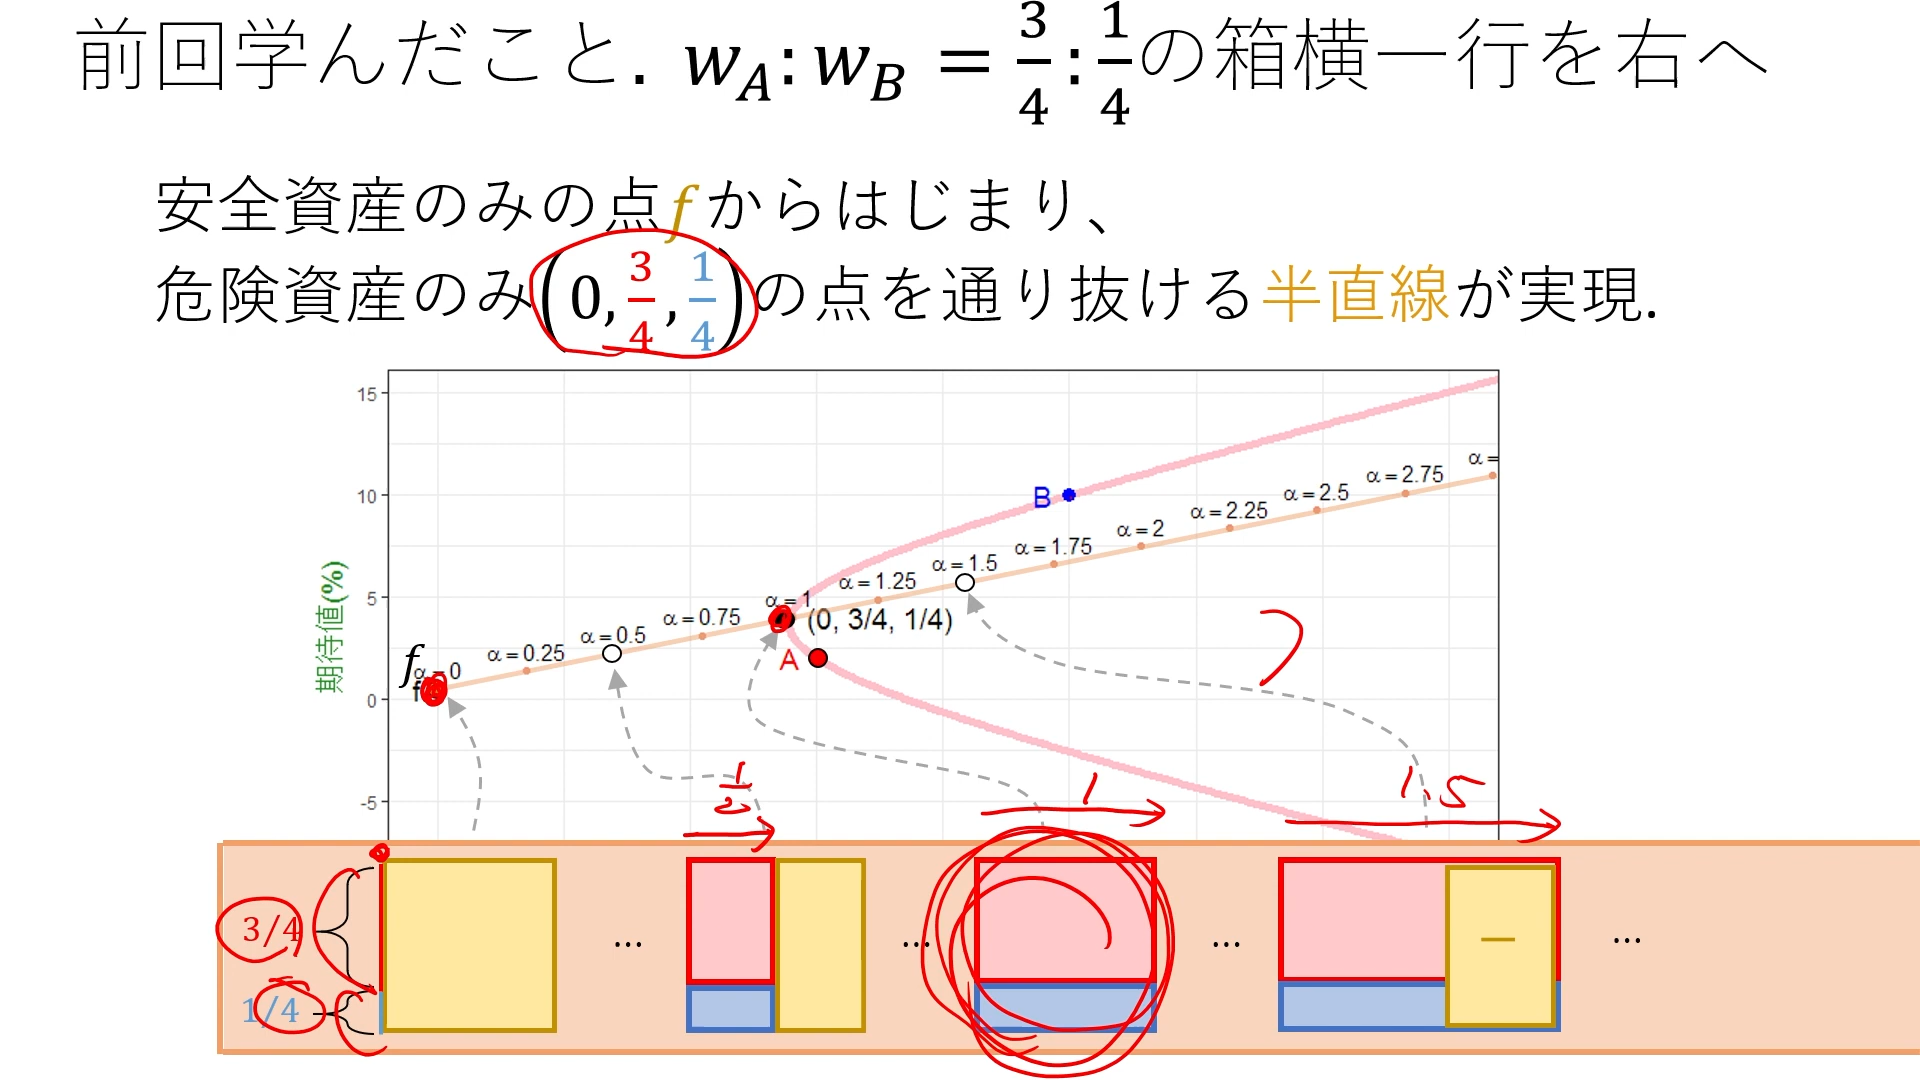 前回学んだこと. w_A: w_B = 3/4 : 1/4 の箱横一行を右へ
安全資産のみの点fからはじまり、
危険資産のみ(0, 3/4, 1/4)の点を通り抜ける半直線が実現.
期待値(%)
15
10
5
0
-5
α=
α=2.75
α=2.5
α=2.25
α=2
α=1.75
α=1.5
α=1.25
α=1
α=0.75
α=0.5
α=0.25
α=0
B
(0, 3/4, 1/4)
A
f
f
1/2
1
1.5
3/4
1/4
...
...
...
−
...